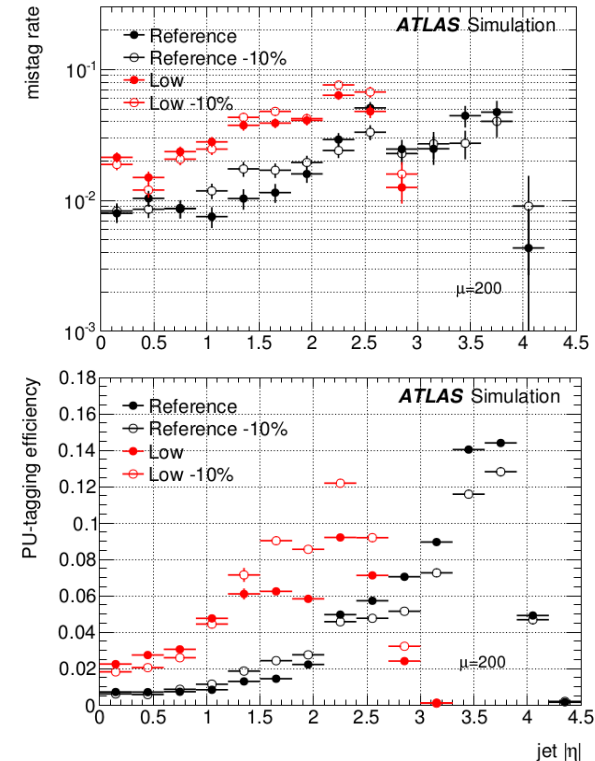 mistag rate
ATLAS Simulation
Reference
Reference -10%
Low
Low -10%
10⁻¹
10⁻²
10⁻³
μ=200
0 0.5 1 1.5 2 2.5 3 3.5 4 4.5
PU-tagging efficiency
ATLAS Simulation
Reference
Reference -10%
Low
Low -10%
0.18
0.16
0.14
0.12
0.1
0.08
0.06
0.04
0.02
0
μ=200
0 0.5 1 1.5 2 2.5 3 3.5 4 4.5
jet |η|